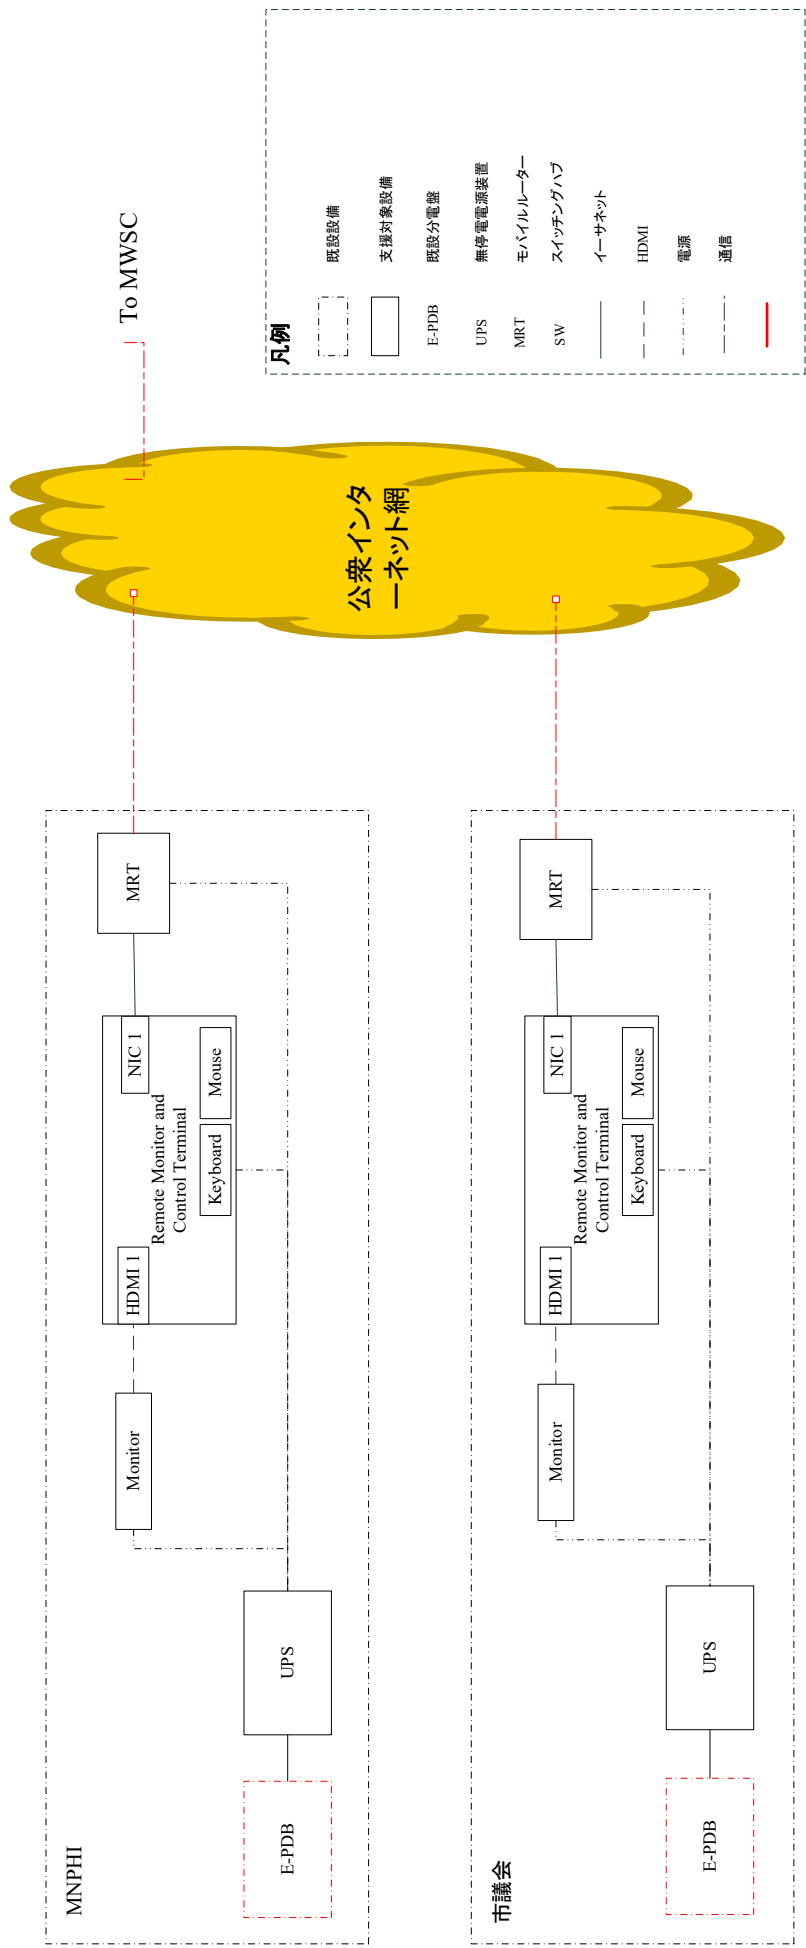 MNPHI
E-PDB
UPS
Monitor
HDMI 1
Remote Monitor and
Control Terminal
NIC 1
Keyboard
Mouse
MRT
市議会
E-PDB
UPS
Monitor
HDMI 1
Remote Monitor and
Control Terminal
NIC 1
Keyboard
Mouse
MRT
公衆インタ
ーネット網
To MWSC
凡例
既設設備
支援対象設備
E-PDB 既設分電盤
UPS 無停電電源装置
MRT モバイルルーター
SW スイッチングハブ
イーサネット
HDMI
電源
通信